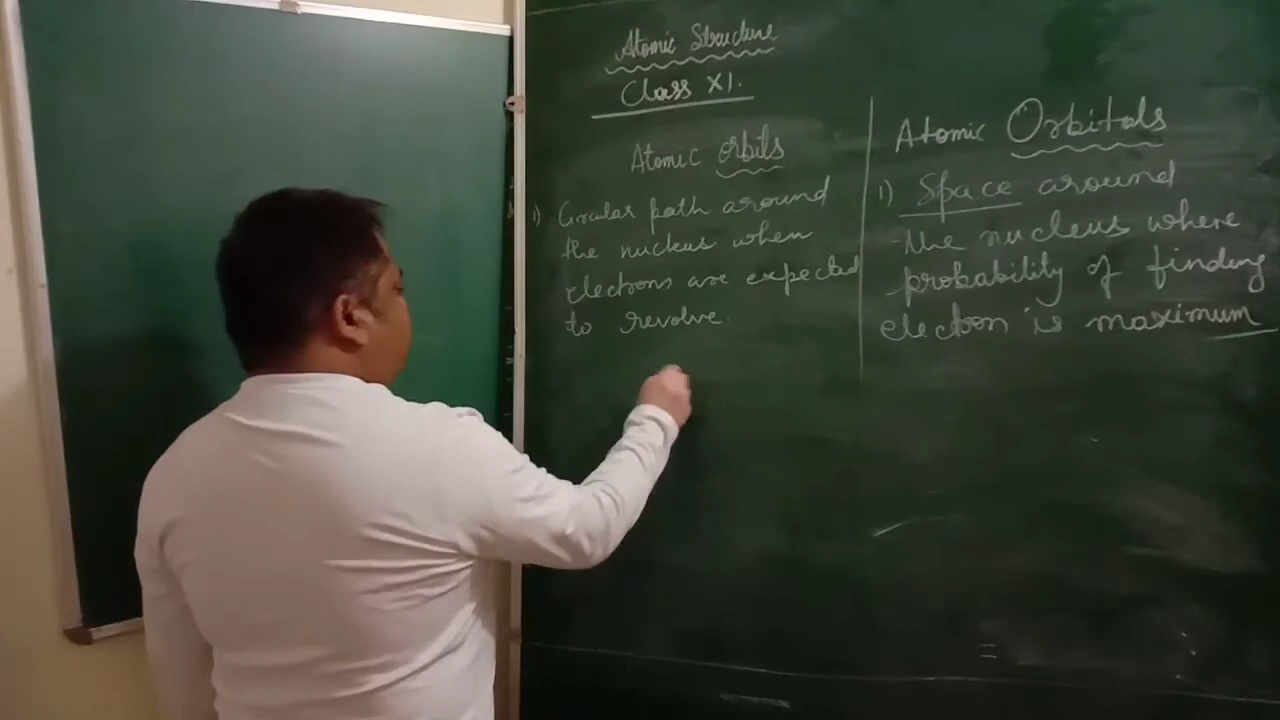 Atomic Structure
Class XI.
Atomic orbits
1) Circular path around
the nucleus when
electrons are expected
to revolve.
Atomic Orbitals
1) Space around
the nucleus where
probability of finding
electron is maximum